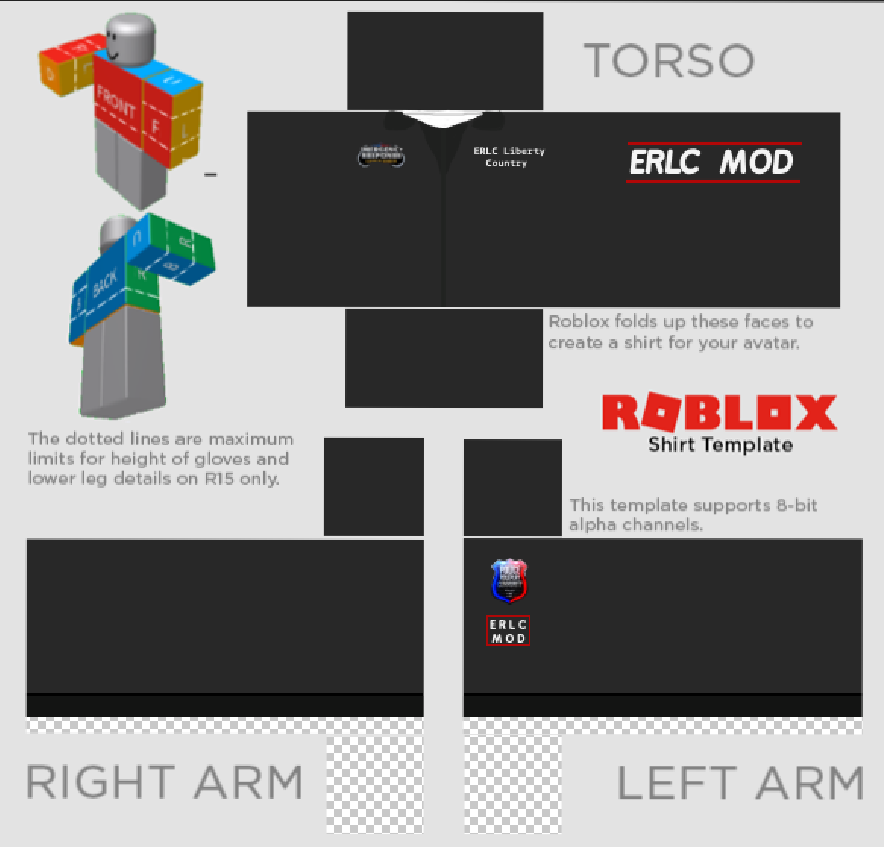 TORSO
FRONT
F
L
U
ERLC Liberty
Country
ERLC MOD
BACK
R
Roblox folds up these faces to
create a shirt for your avatar.
ROBLOX
Shirt Template
The dotted lines are maximum
limits for height of gloves and
lower leg details on R15 only.
This template supports 8-bit
alpha channels.
ERLC
MOD
RIGHT ARM
LEFT ARM